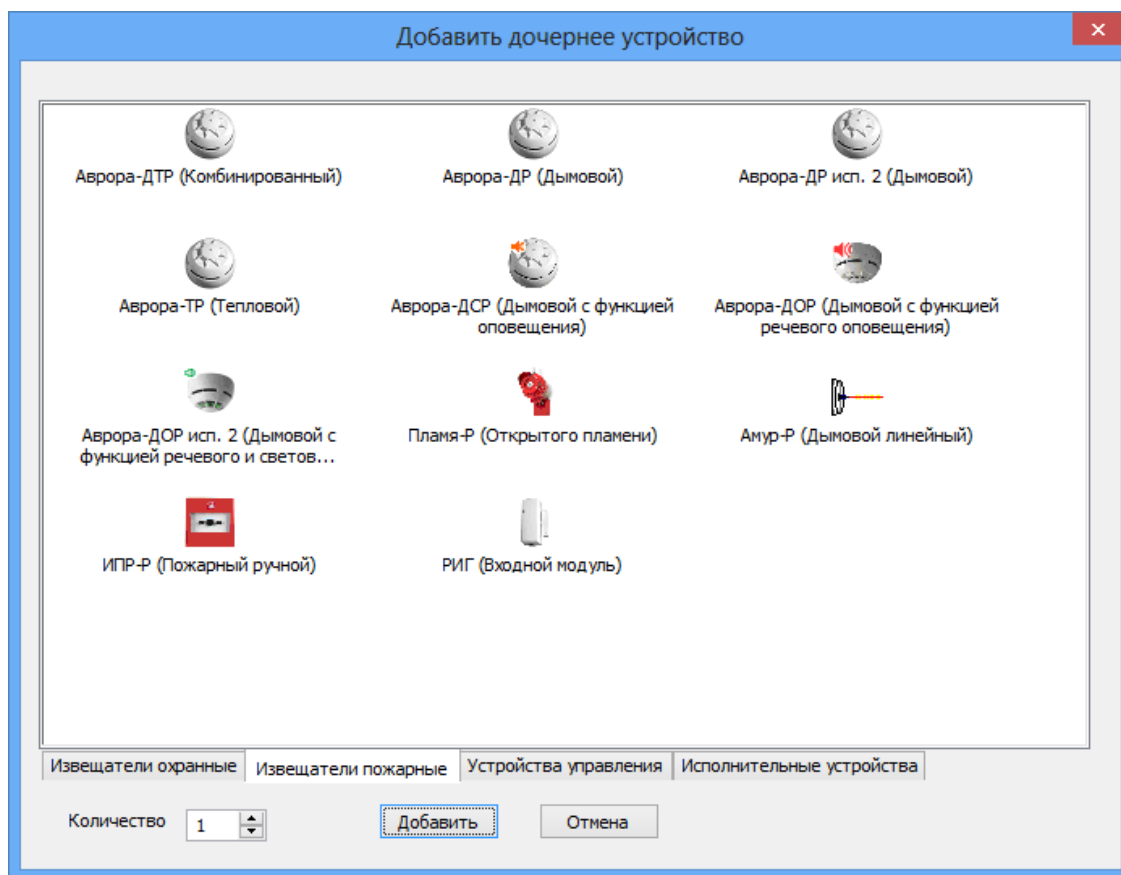 Добавить дочернее устройство
Аврора-ДТР (Комбинированный)
Аврора-ДР (Дымовой)
Аврора-ДР исп. 2 (Дымовой)
Аврора-ТР (Тепловой)
Аврора-ДСР (Дымовой с функцией
оповещения)
Аврора-ДОР (Дымовой с функцией
речевого оповещения)
Аврора-ДОР исп. 2 (Дымовой с
функцией речевого и светов...
Пламя-Р (Открытого пламени)
Амур-Р (Дымовой линейный)
ИПР-Р (Пожарный ручной)
РИГ (Входной модуль)
Извещатели охранные
Извещатели пожарные
Устройства управления
Исполнительные устройства
Количество
1
Добавить
Отмена